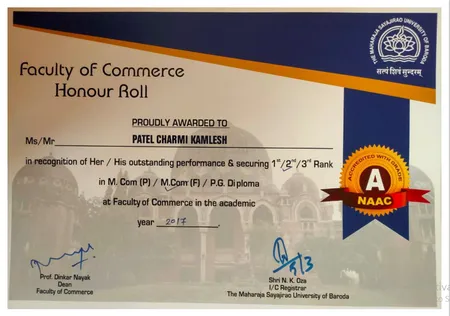 THE MAHARAJA SAYAJIRAO UNIVERSITY OF BARODA
सत्यं शिवं सुन्दरम्
Faculty of Commerce
Honour Roll
PROUDLY AWARDED TO
Ms/Mr PATEL CHARMI KAMLESH
in recognition of Her / His outstanding performance & securing 1st/2nd/3rd Rank
in M. Com (P) / M.Com (F) / P.G. Diploma
at Faculty of Commerce in the academic
year 2017.
ACCREDITED WITH GRADE
A
NAAC
Prof. Dinkar Nayak
Dean
Faculty of Commerce
Shri N. K. Oza
I/C Registrar
The Maharaja Sayajirao University of Baroda